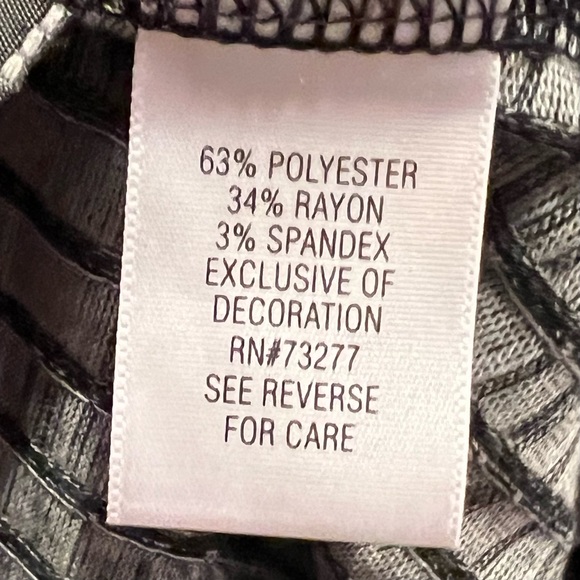 63% POLYESTER
34% RAYON
3% SPANDEX
EXCLUSIVE OF
DECORATION
RN#73277
SEE REVERSE
FOR CARE